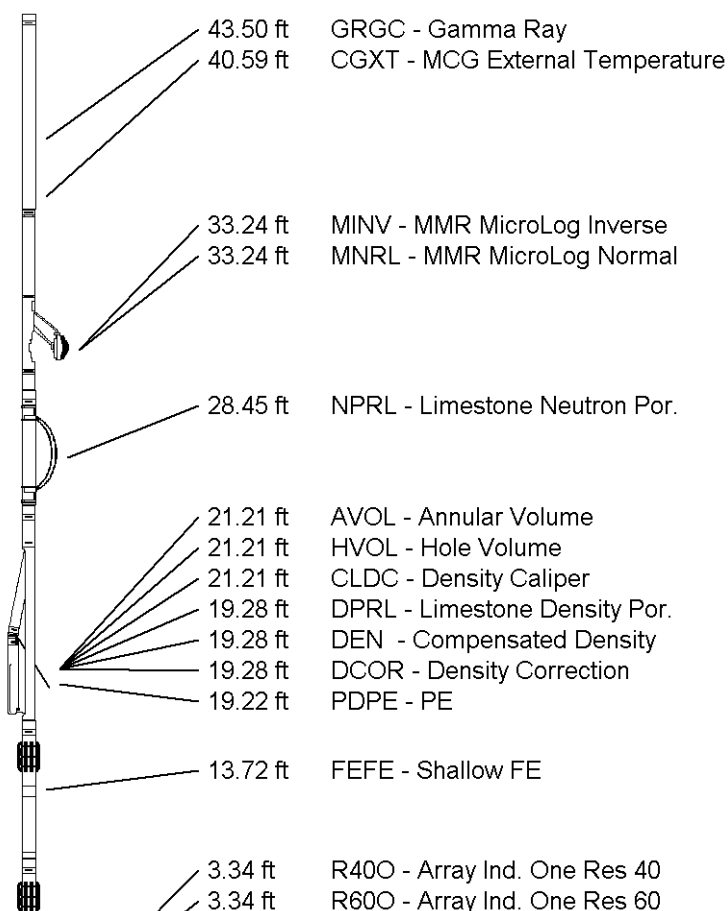 43.50 ft GRGC - Gamma Ray
40.59 ft CGXT - MCG External Temperature
33.24 ft MINV - MMR MicroLog Inverse
33.24 ft MNRL - MMR MicroLog Normal
28.45 ft NPRL - Limestone Neutron Por.
21.21 ft AVOL - Annular Volume
21.21 ft HVOL - Hole Volume
21.21 ft CLDC - Density Caliper
19.28 ft DPRL - Limestone Density Por.
19.28 ft DEN - Compensated Density
19.28 ft DCOR - Density Correction
19.22 ft PDPE - PE
13.72 ft FEFE - Shallow FE
3.34 ft R40O - Array Ind. One Res 40
3.34 ft R60O - Array Ind. One Res 60